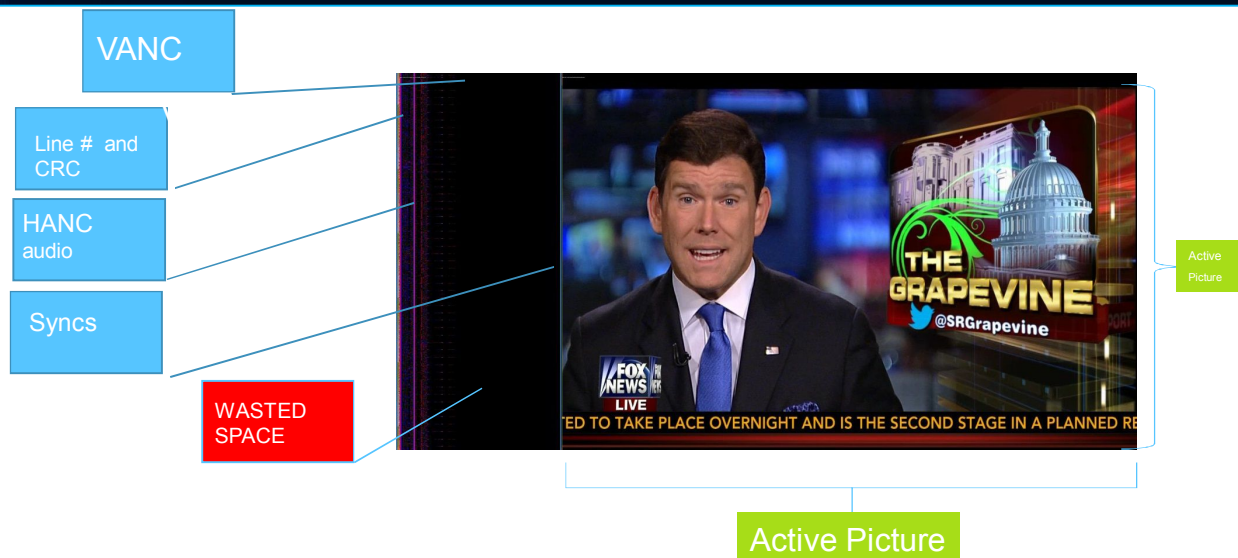 VANC
Line # and
CRC
HANC
audio
Syncs
WASTED
SPACE
THE
GRAPEVINE
@SRGrapevine
FOX
NEWS
LIVE
TED TO TAKE PLACE OVERNIGHT AND IS THE SECOND STAGE IN A PLANNED RE
Active
Picture
Active Picture